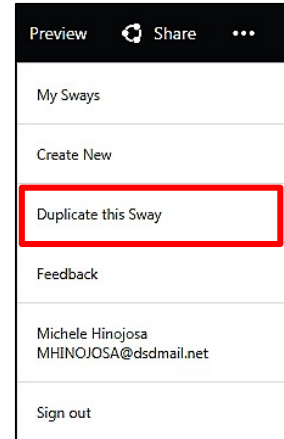 Preview Share •••
My Sways
Create New
Duplicate this Sway
Feedback
Michele Hinojosa
MHINOJOSA@dsdmail.net
Sign out